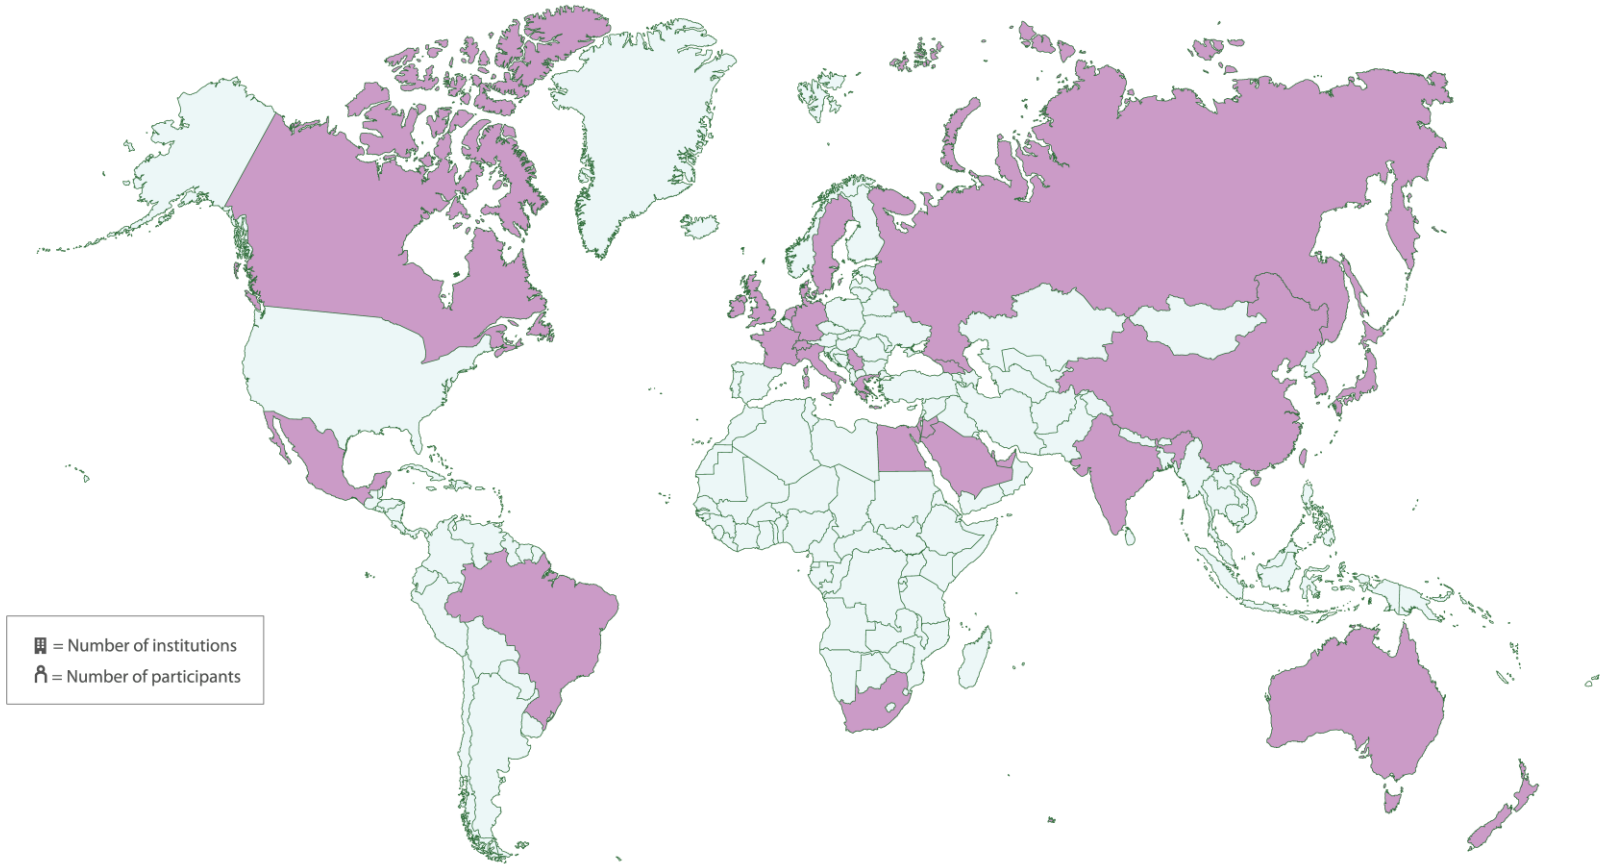 = Number of institutions
= Number of participants